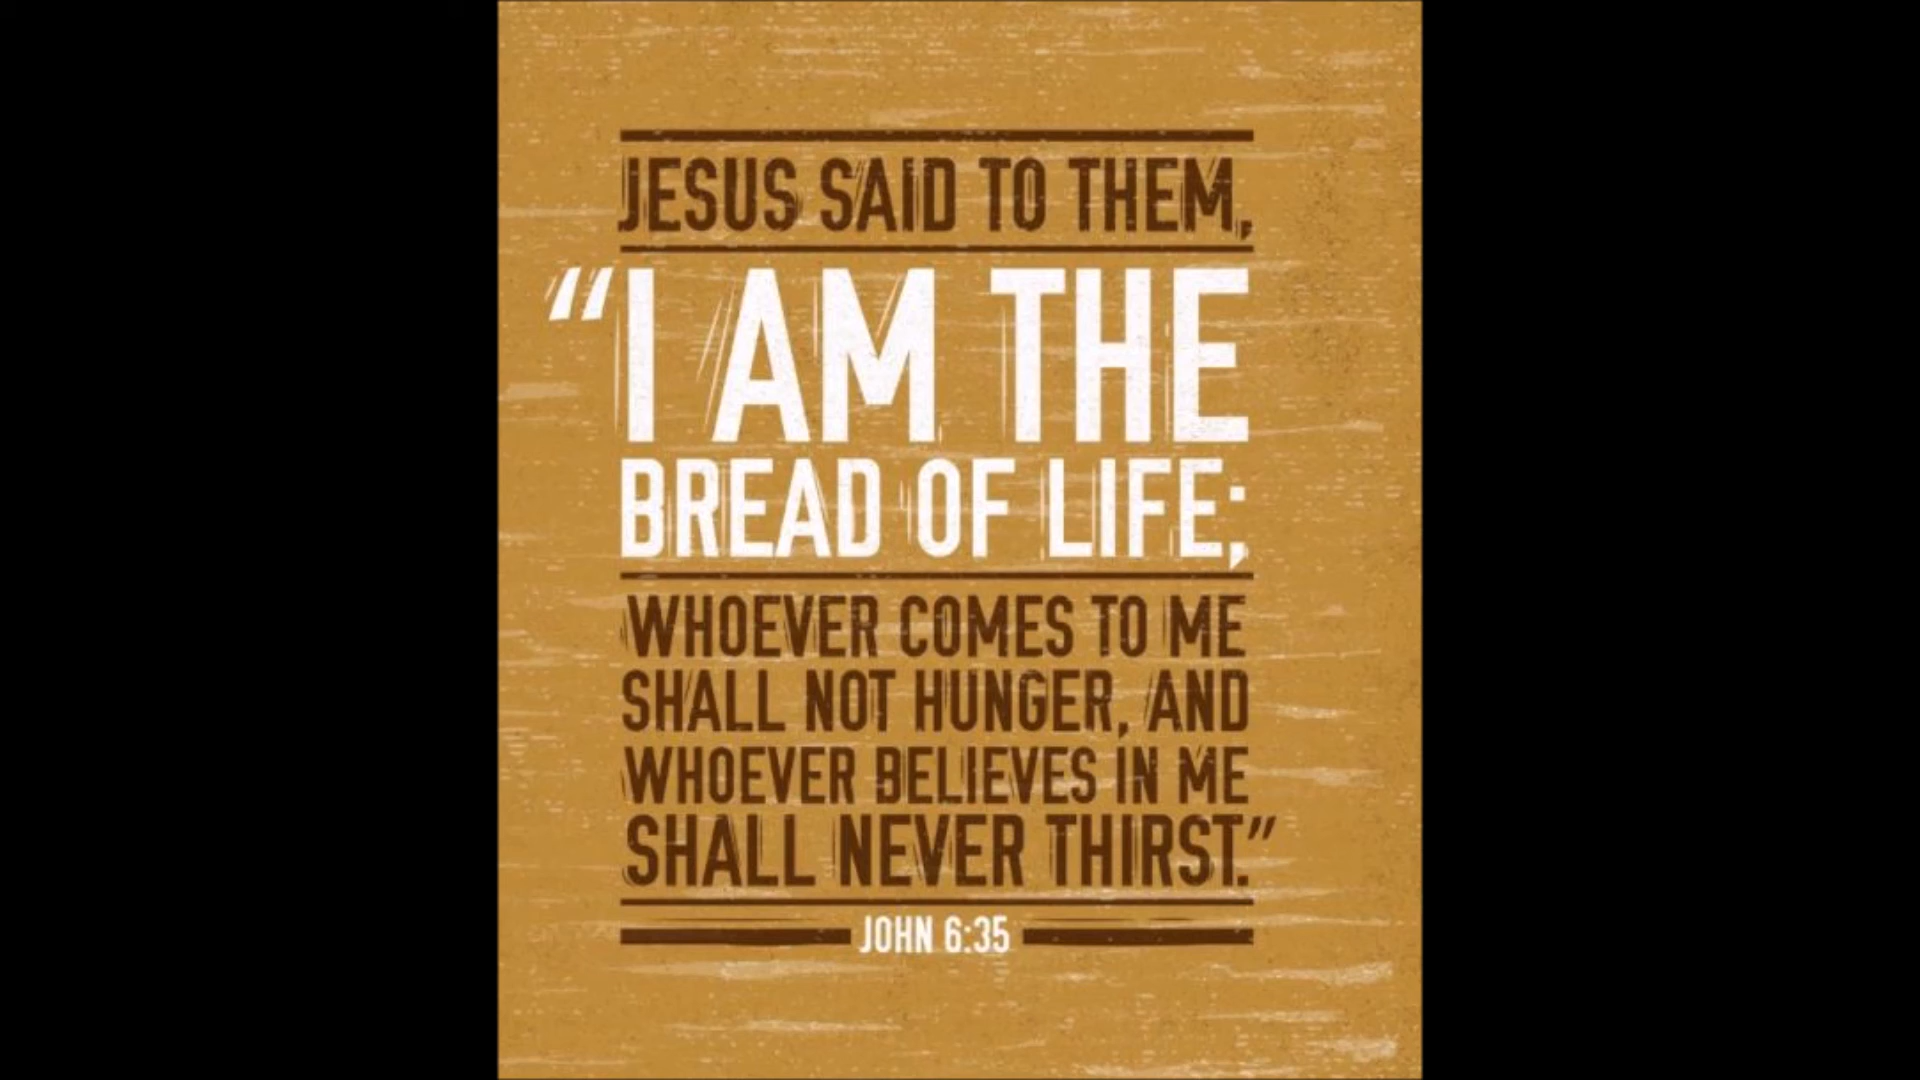 JESUS SAID TO THEM,
“I AM THE
BREAD OF LIFE;
WHOEVER COMES TO ME
SHALL NOT HUNGER, AND
WHOEVER BELIEVES IN ME
SHALL NEVER THIRST.”
JOHN 6:35